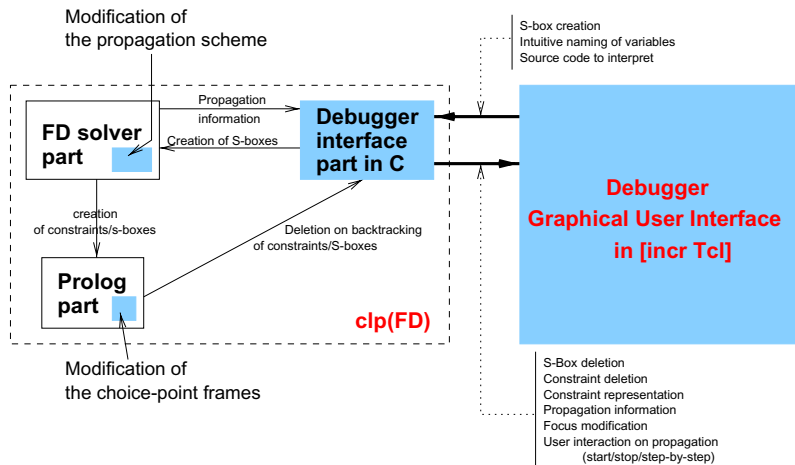 Modification of
the propagation scheme
S-box creation
Intuitive naming of variables
Source code to interpret
FD solver
part
Propagation
information
Creation of S-boxes
Debugger
interface
part in C
Debugger
Graphical User Interface
in [incr Tcl]
creation
of constraints/s-boxes
Deletion on backtracking
of constraints/S-boxes
Prolog
part
clp(FD)
Modification of
the choice-point frames
S-Box deletion
Constraint deletion
Constraint representation
Propagation information
Focus modification
User interaction on propagation
(start/stop/step-by-step)